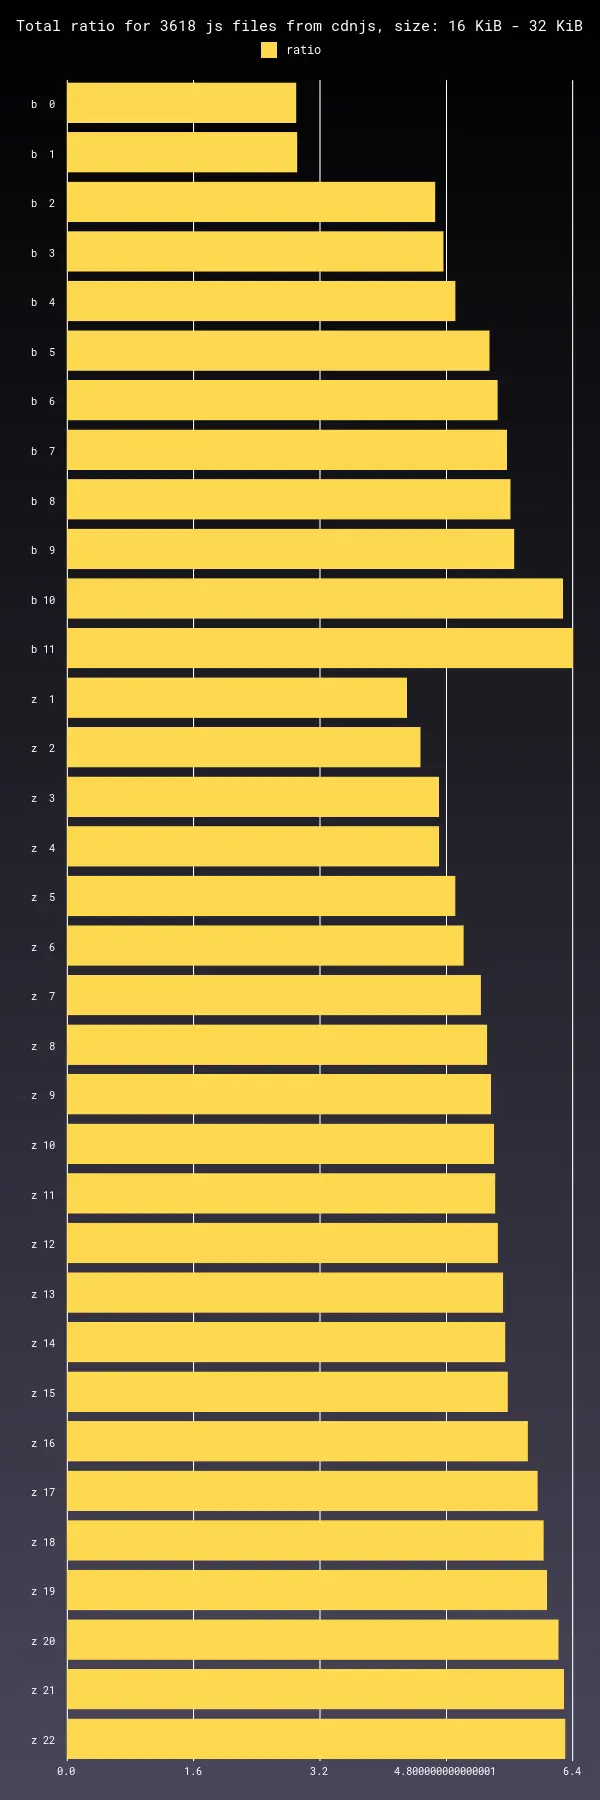 Total ratio for 3618 js files from cdnjs, size: 16 KiB - 32 KiB
ratio
b  0
b  1
b  2
b  3
b  4
b  5
b  6
b  7
b  8
b  9
b 10
b 11
z  1
z  2
z  3
z  4
z  5
z  6
z  7
z  8
z  9
z 10
z 11
z 12
z 13
z 14
z 15
z 16
z 17
z 18
z 19
z 20
z 21
z 22
0.0 1.6 3.2 4.800000000000001 6.4